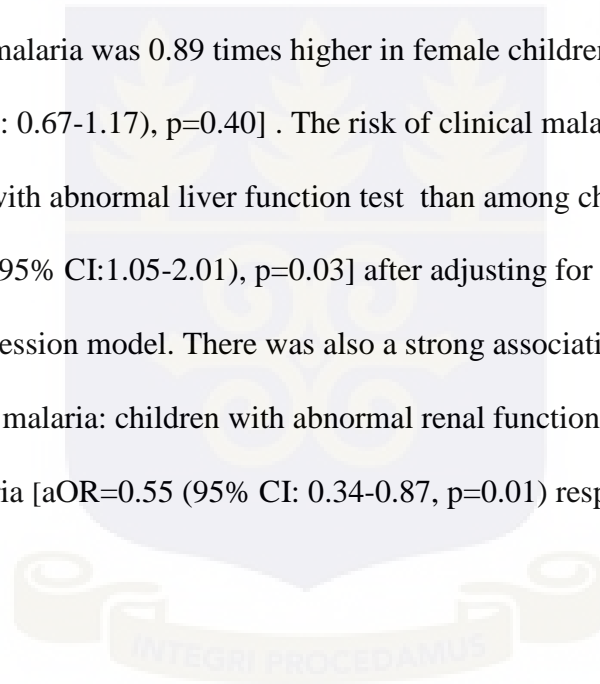 malaria was 0.89 times higher in female children
: 0.67-1.17), p=0.40] . The risk of clinical mala
with abnormal liver function test than among ch
95% CI:1.05-2.01), p=0.03] after adjusting for
ession model. There was also a strong associati
malaria: children with abnormal renal function
ria [aOR=0.55 (95% CI: 0.34-0.87, p=0.01) resp
INTEGRI PROCEDAMUS